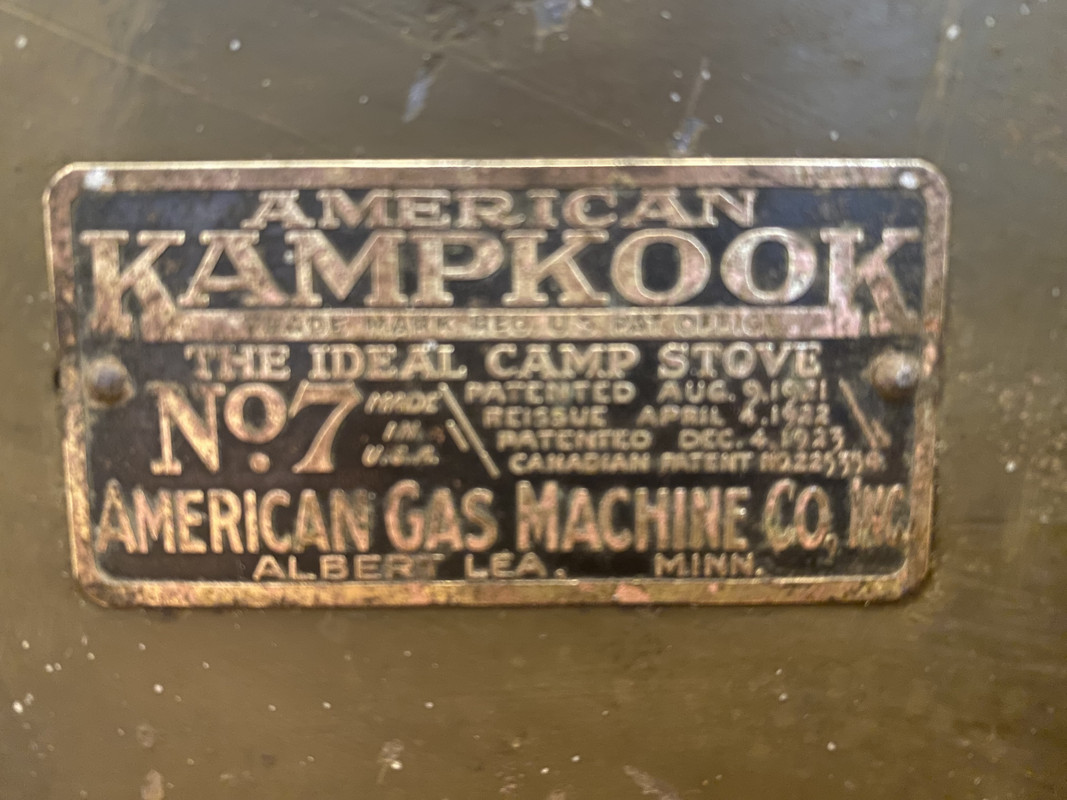 AMERICAN
KAMPKOOK
TRADE MARK REG. U.S. PAT. OFFICE
THE IDEAL CAMP STOVE
No. 7
MADE
IN
U.S.A.
PATENTED AUG. 9, 1921
REISSUE APRIL 4, 1922
PATENTED DEC. 4, 1923
CANADIAN PATENT NO.
AMERICAN GAS MACHINE CO, INC.
ALBERT LEA. MINN.